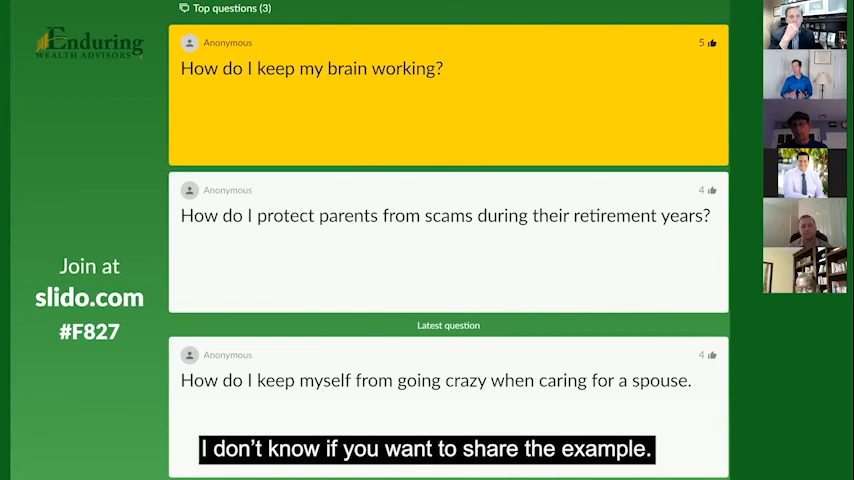 Top questions (3)
Enduring
WEALTH ADVISORS
Anonymous
5
How do I keep my brain working?
Anonymous
4
How do I protect parents from scams during their retirement years?
Join at
slido.com
#F827
Latest question
Anonymous
4
How do I keep myself from going crazy when caring for a spouse.
I don't know if you want to share the example.